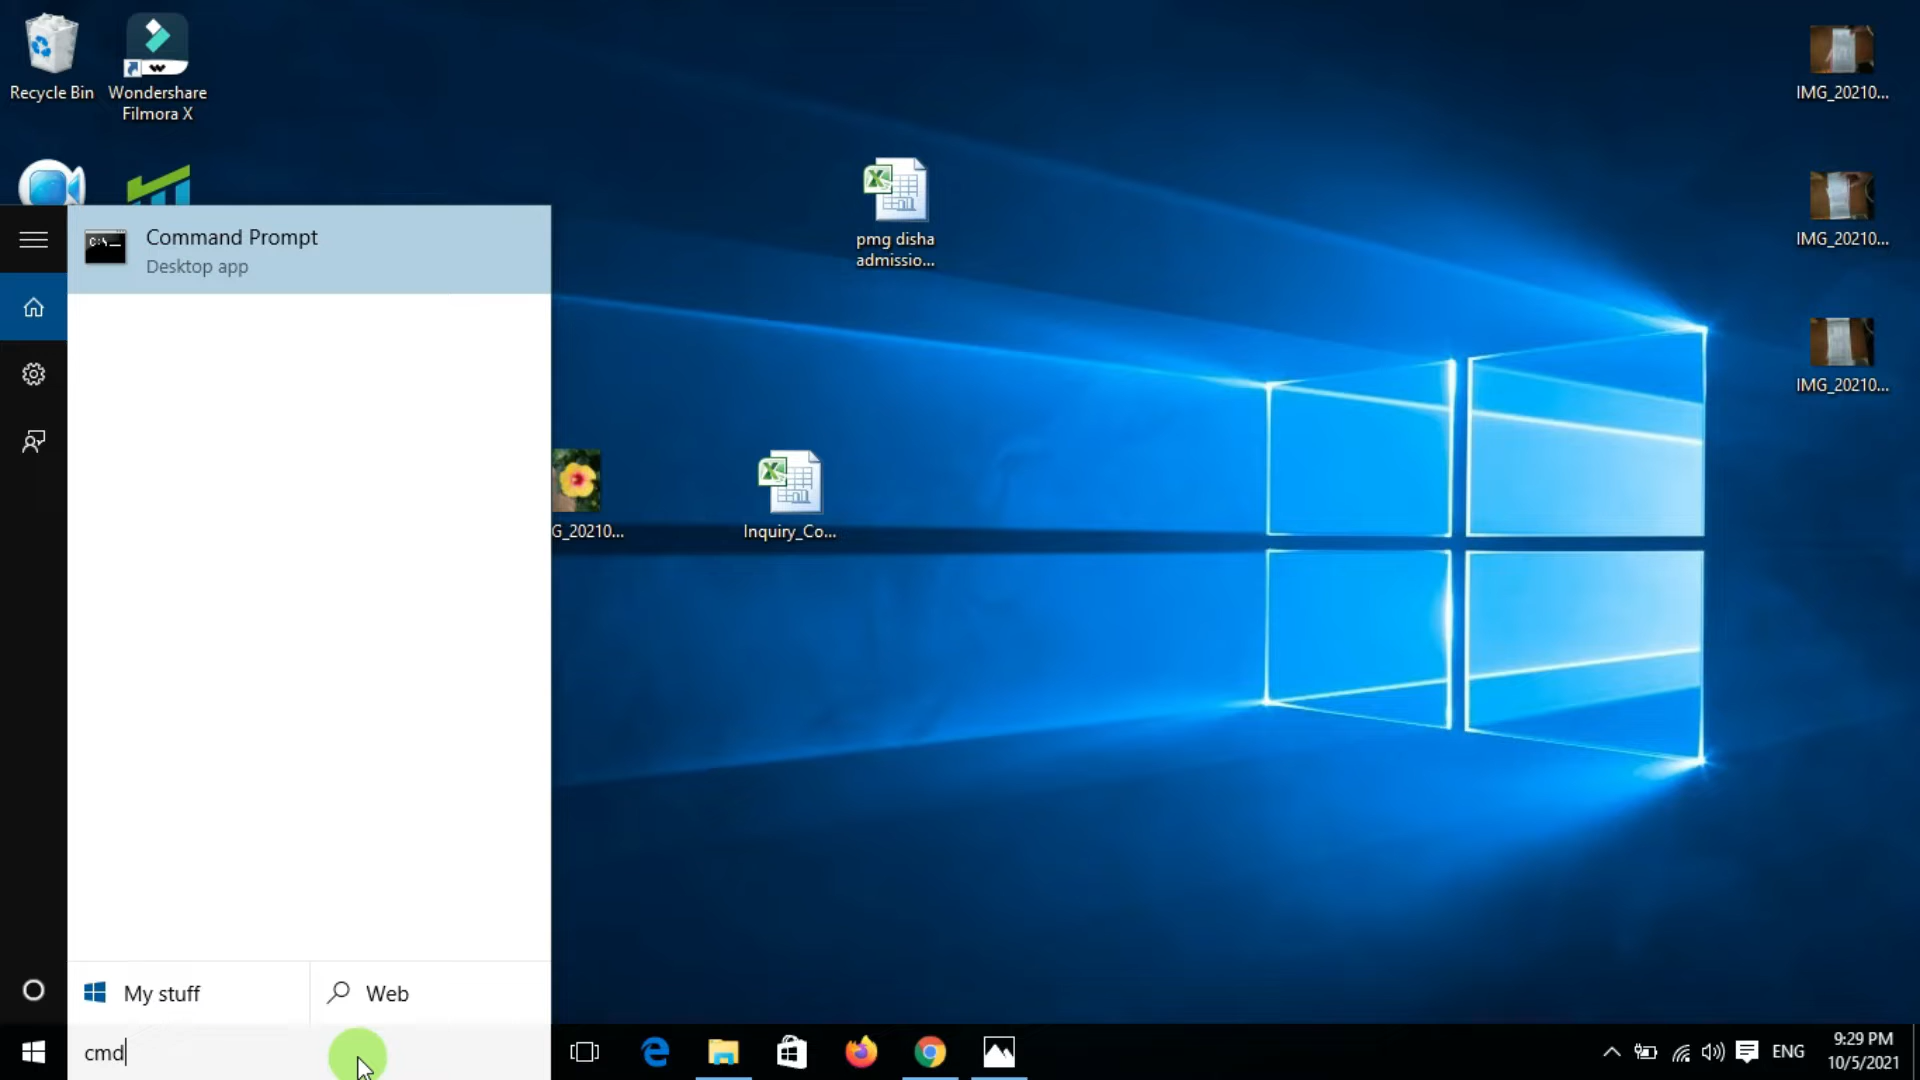 Recycle Bin
Wondershare
Filmora X
IMG_20210...
pmg disha
admissio...
IMG_20210...
Command Prompt
Desktop app
IMG_20210...
G_20210...
Inquiry_Co...
My stuff
Web
cmd
ENG
9:29 PM
10/5/2021